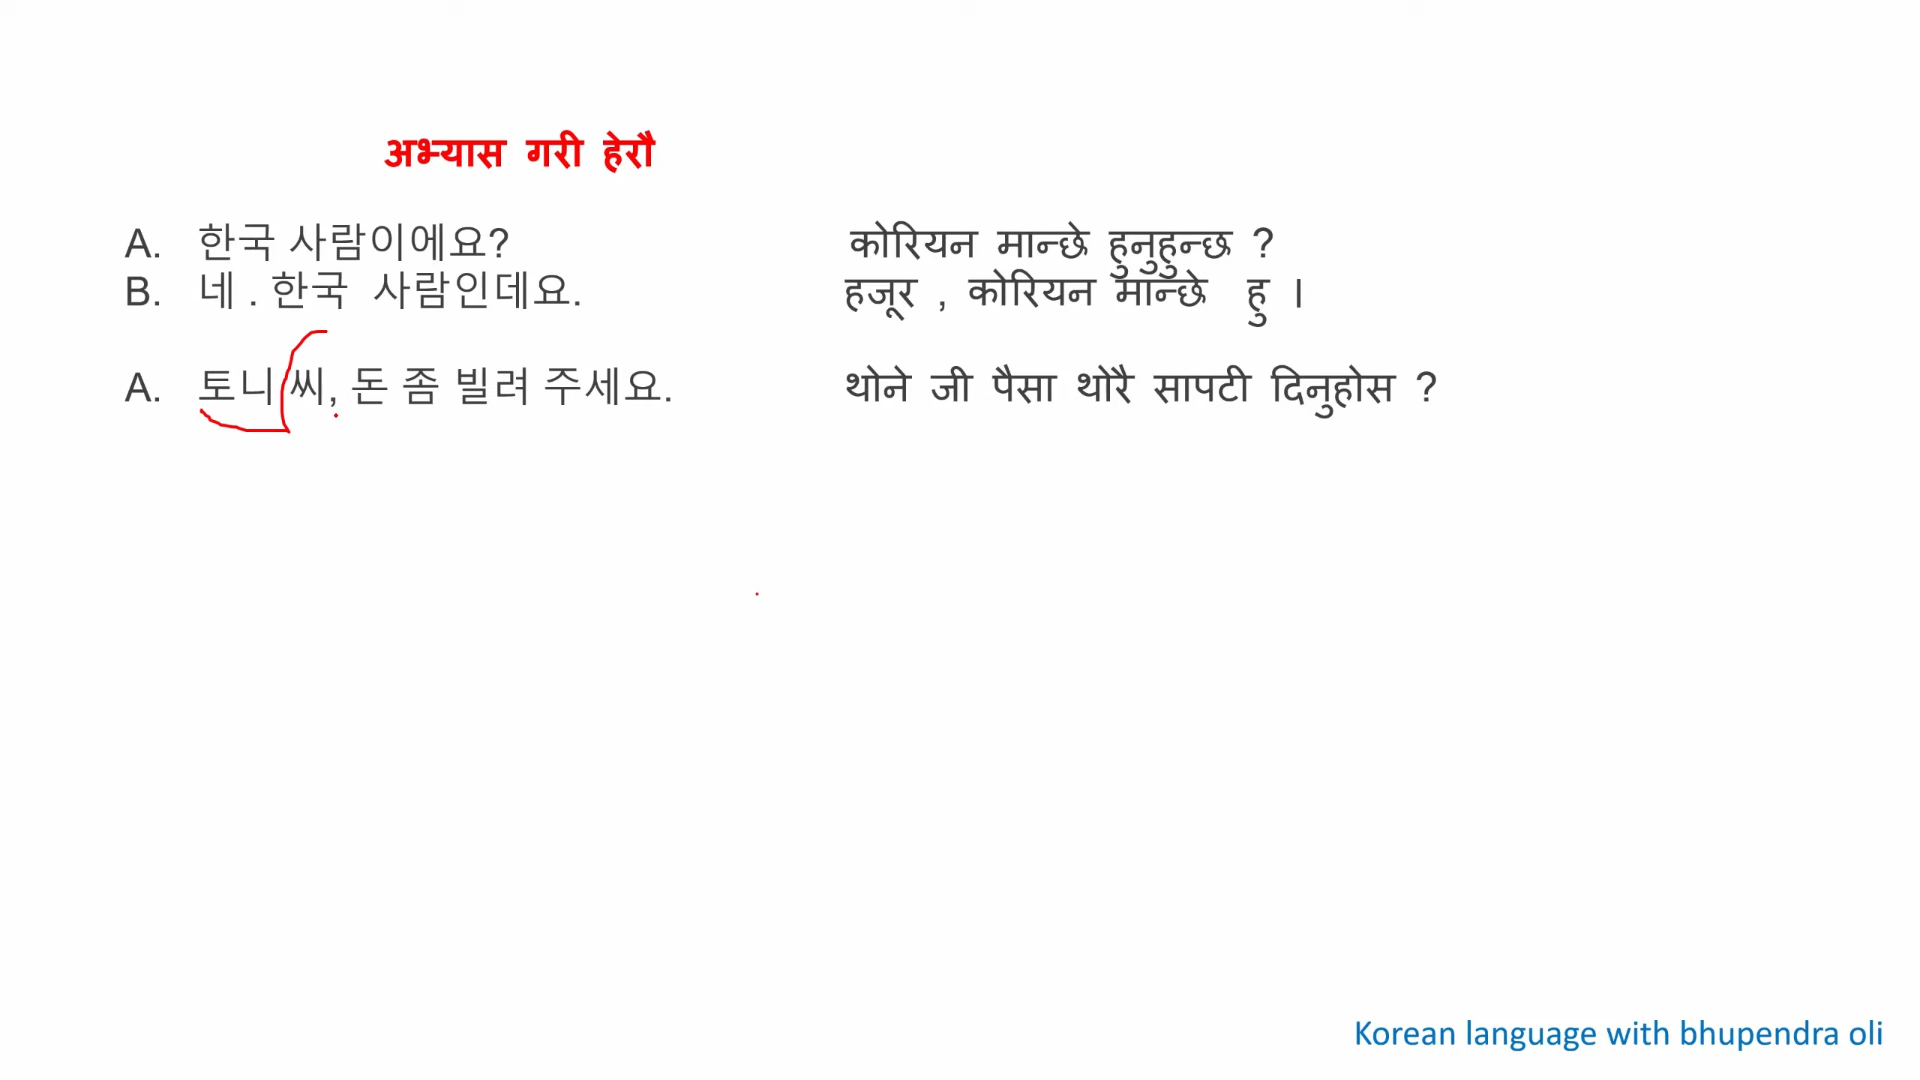 अभ्यास गरी हेरौ
A. 한국 사람이에요? कोरियन मान्छे हुनुहुन्छ ?
B. 네 . 한국 사람인데요. हजूर , कोरियन मान्छे हु ।
A. 토니 씨, 돈 좀 빌려 주세요. थोने जी पैसा थोरै सापटी दिनुहोस ?
Korean language with bhupendra oli